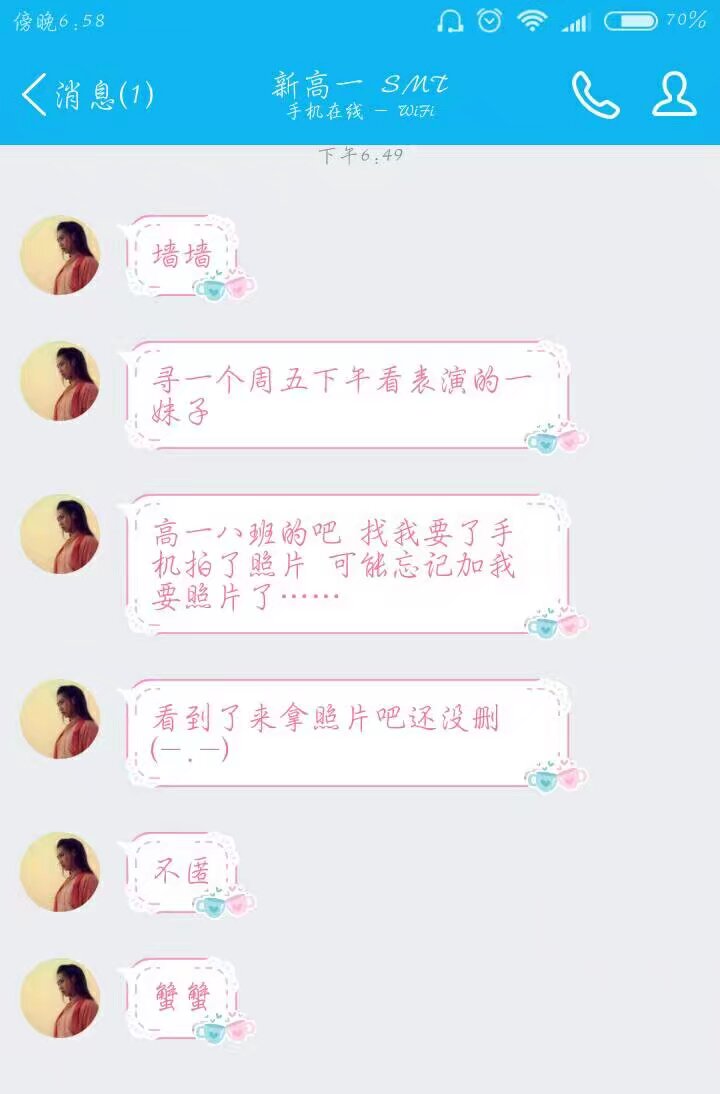 傍晚6:58
70%
消息(1)
新高一 SMT
手机在线 - WiFi
下午6:49
墙墙
寻一个周五下午看表演的一
妹子
高一八班的吧 找我要了手
机拍了照片 可能忘记加我
要照片了……
看到了来拿照片吧还没删
(-.-)
不匿
蟹蟹